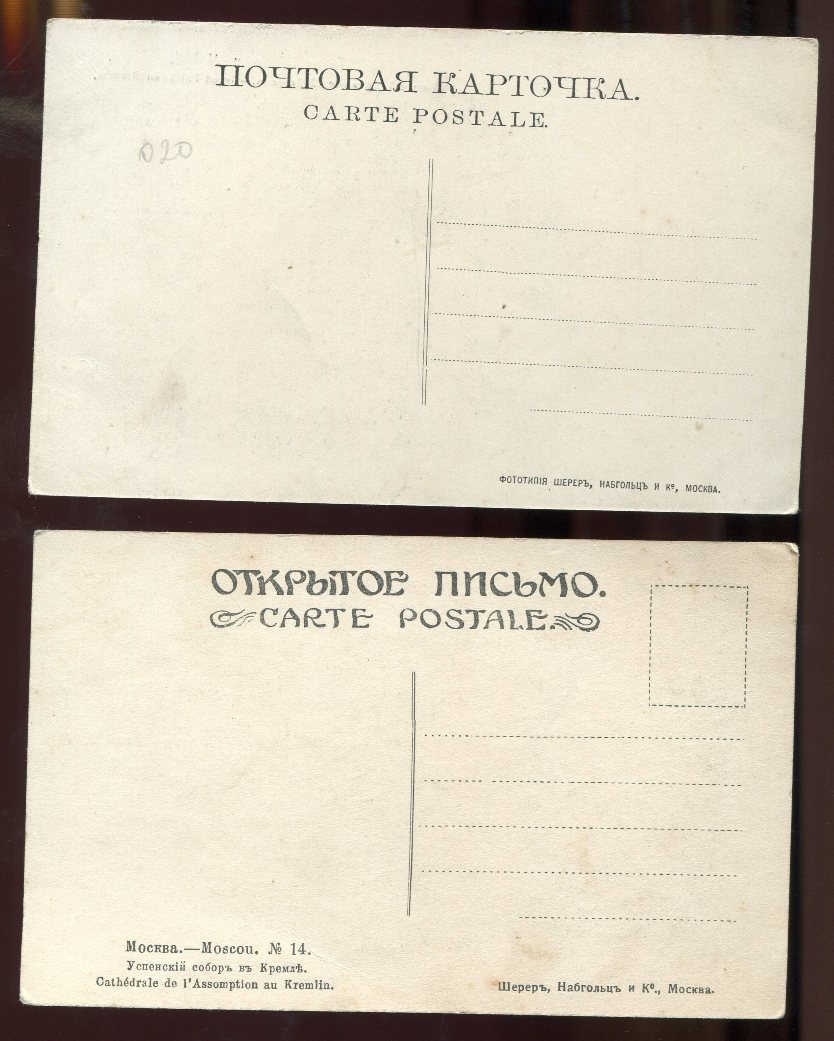 ПОЧТОВАЯ КАРТОЧКА.
CARTE POSTALE.
020
ФОТОТИПІЯ ШЕРЕРЪ, НАБГОЛЬЦЪ И Кº, МОСКВА.
ОТКРЫТОЕ ПИСЬМО.
CARTE POSTALE.
Москва.—Moscou. № 14.
Успенскій соборъ въ Кремлѣ.
Cathédrale de l'Assomption au Kremlin.
Шереръ, Набгольцъ и Кº., Москва.